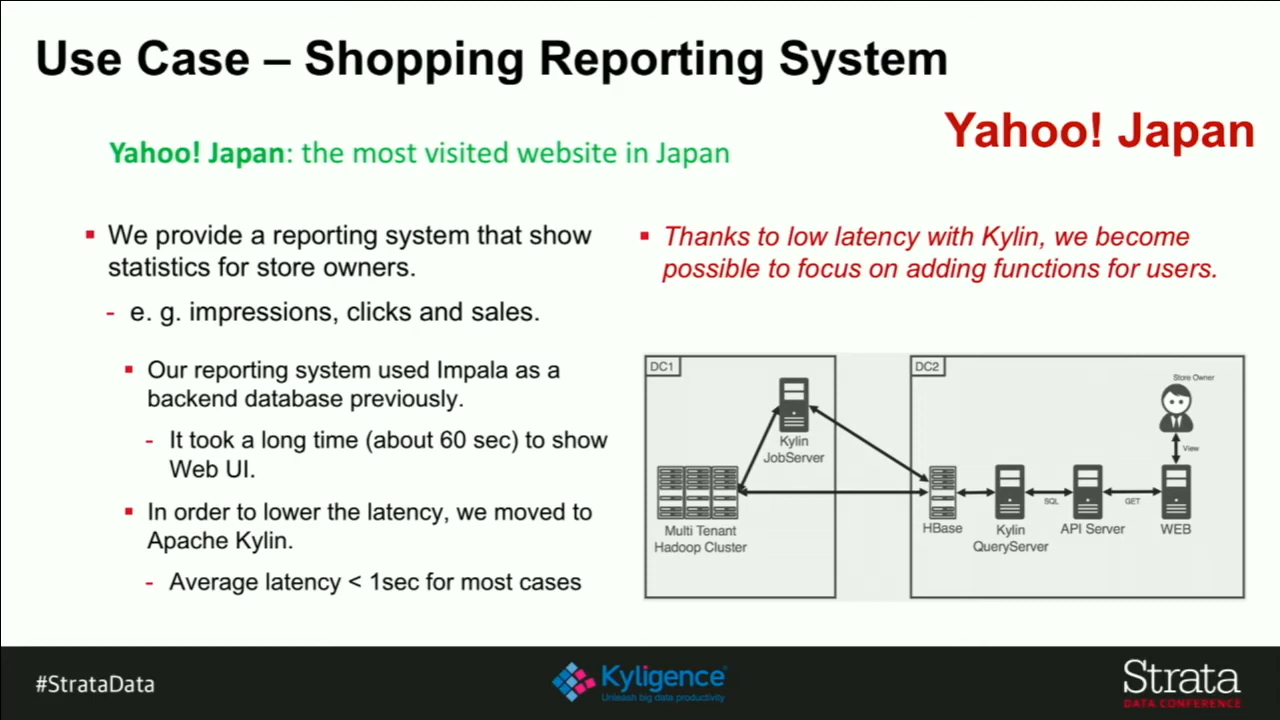 Use Case – Shopping Reporting System
Yahoo! Japan
Yahoo! Japan: the most visited website in Japan
We provide a reporting system that show
statistics for store owners.
- e. g. impressions, clicks and sales.
Our reporting system used Impala as a
backend database previously.
- It took a long time (about 60 sec) to show
Web UI.
In order to lower the latency, we moved to
Apache Kylin.
- Average latency < 1sec for most cases
Thanks to low latency with Kylin, we become
possible to focus on adding functions for users.
DC1
Kylin
JobServer
Multi Tenant
Hadoop Cluster
DC2
Store Owner
View
HBase
Kylin
QueryServer
SQL
API Server
GET
WEB
#StrataData
Kyligence
Unleash big data productivity
Strata
DATA CONFERENCE